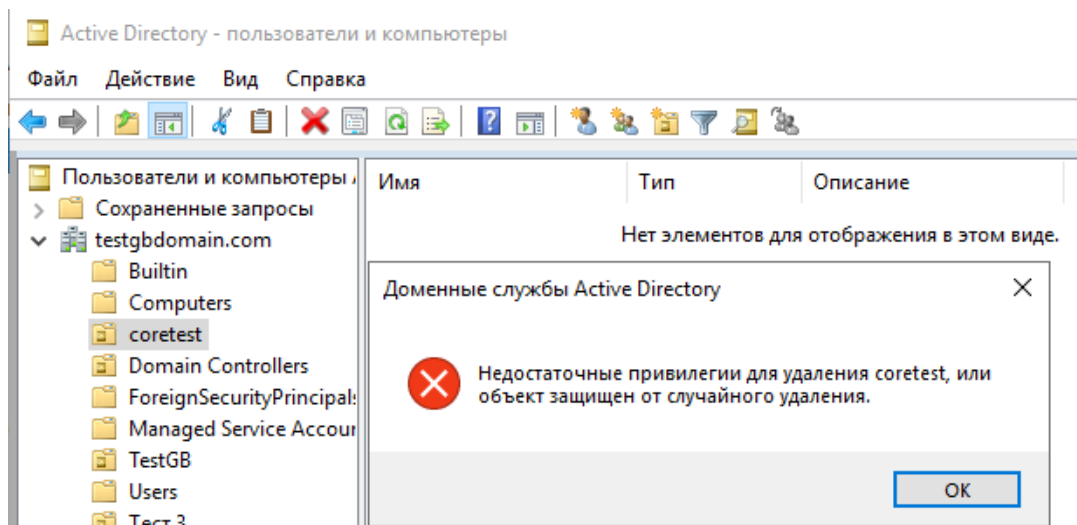 Active Directory - пользователи и компьютеры
Файл Действие Вид Справка
Пользователи и компьютеры
Имя Тип Описание
Сохраненные запросы
testgbdomain.com
Нет элементов для отображения в этом виде.
Builtin
Computers
coretest
Domain Controllers
ForeignSecurityPrincipals
Managed Service Accour
TestGB
Users
Тест 3
Доменные службы Active Directory
Недостаточные привилегии для удаления coretest, или
объект защищен от случайного удаления.
OK